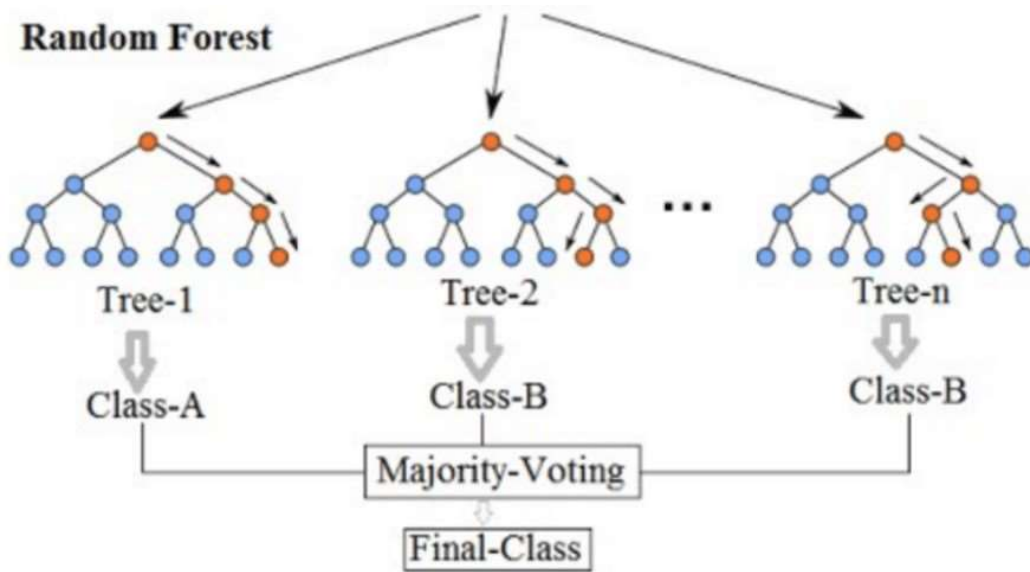 Random Forest
...
Tree-1
Tree-2
Tree-n
Class-A
Class-B
Class-B
Majority-Voting
Final-Class